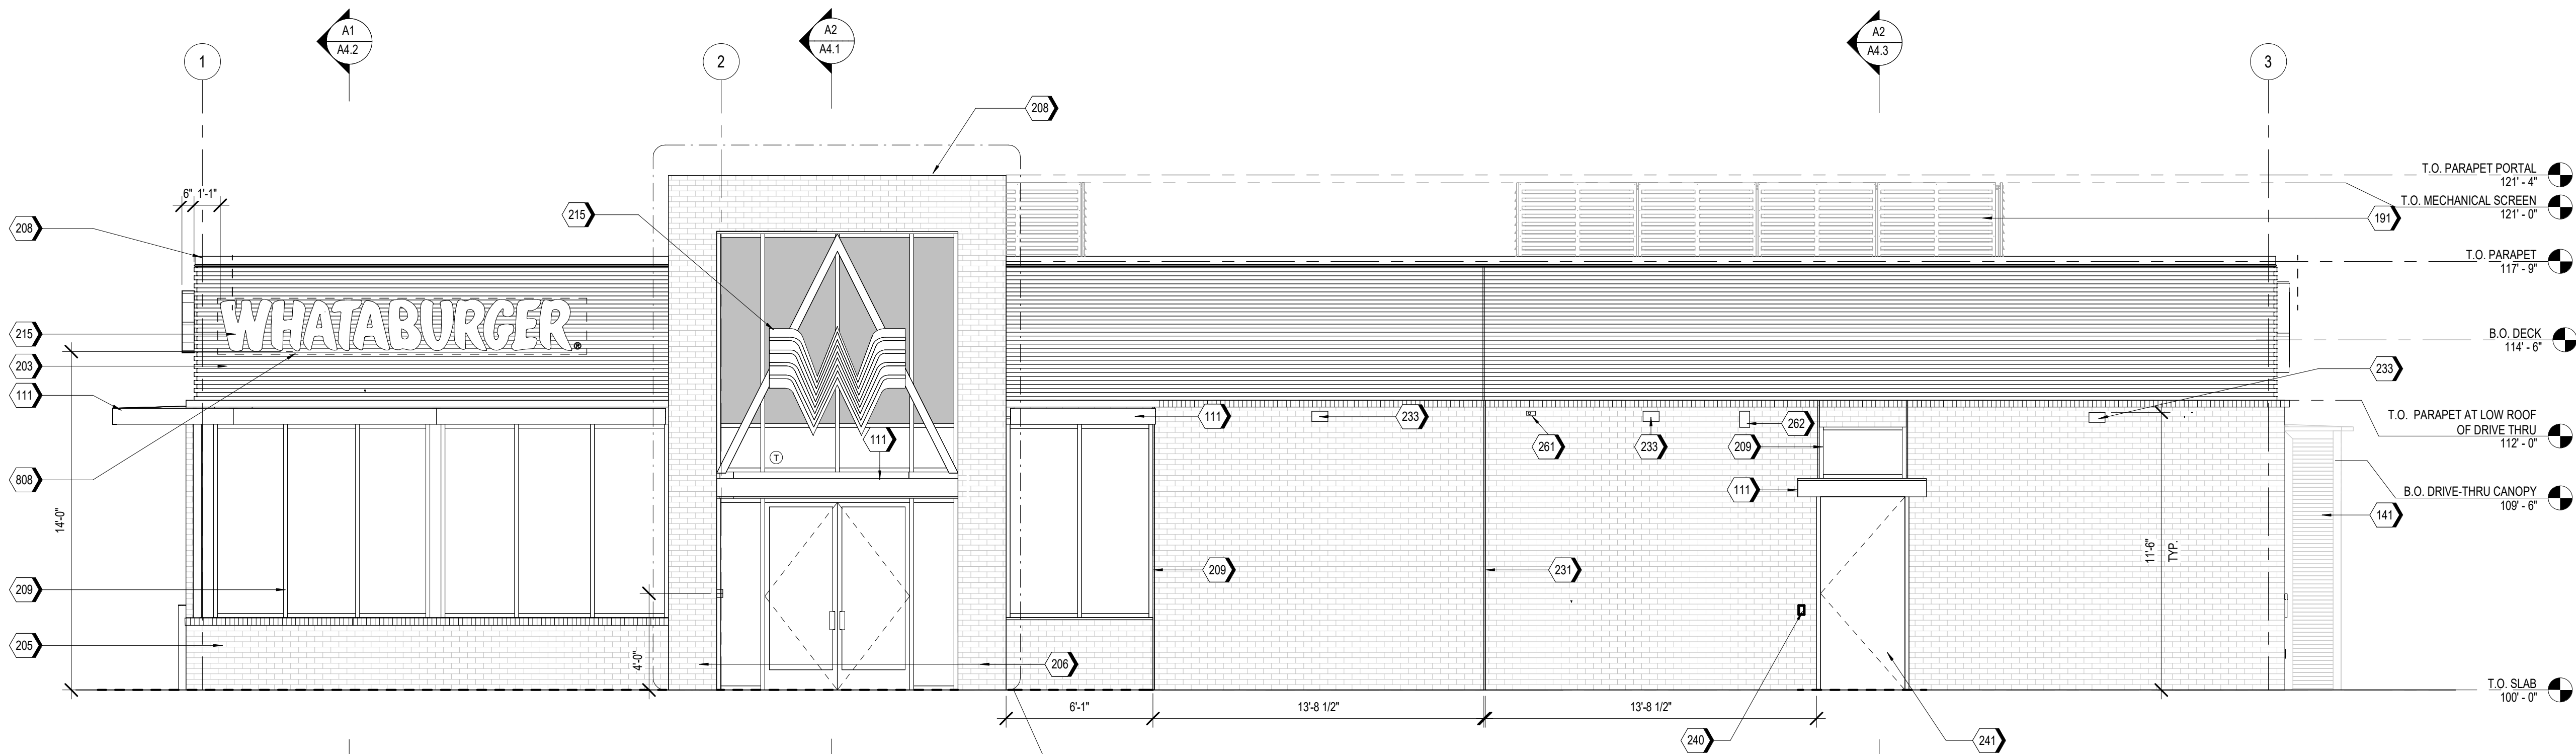 A1
A4.2
A2
A4.1
A2
A4.3
1
2
3
208
T.O. PARAPET PORTAL
121' - 4"
T.O. MECHANICAL SCREEN
121' - 0"
6" 1'-1"
215
191
208
T.O. PARAPET
117' - 9"
WHATABURGER®
215
B.O. DECK
114' - 6"
203
233
111
111
233
261
233
262
T.O. PARAPET AT LOW ROOF
OF DRIVE THRU
112' - 0"
111
209
T
808
111
B.O. DRIVE-THRU CANOPY
109' - 6"
141
14'-0"
11'-6"
TYP.
209
209
231
205
4'-0"
206
T.O. SLAB
100' - 0"
6'-1"
13'-8 1/2"
13'-8 1/2"
240
241